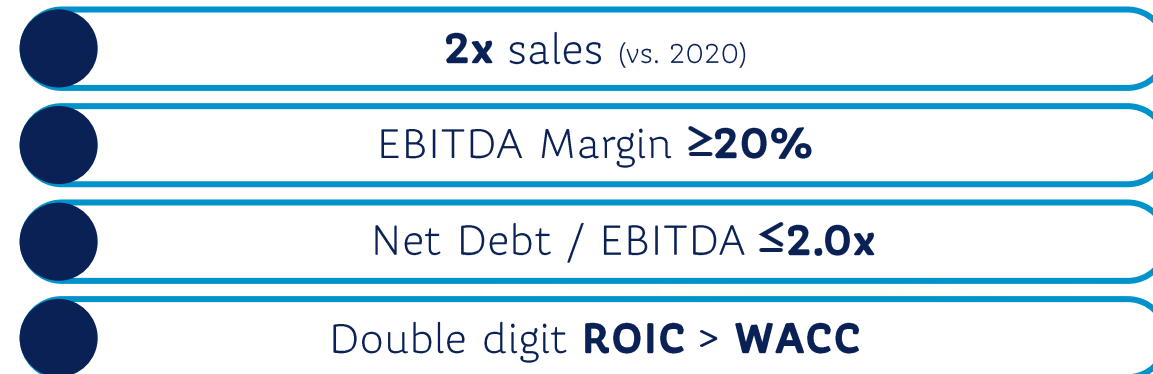 2x sales (vs. 2020)
EBITDA Margin ≥20%
Net Debt / EBITDA ≤2.0x
Double digit ROIC > WACC